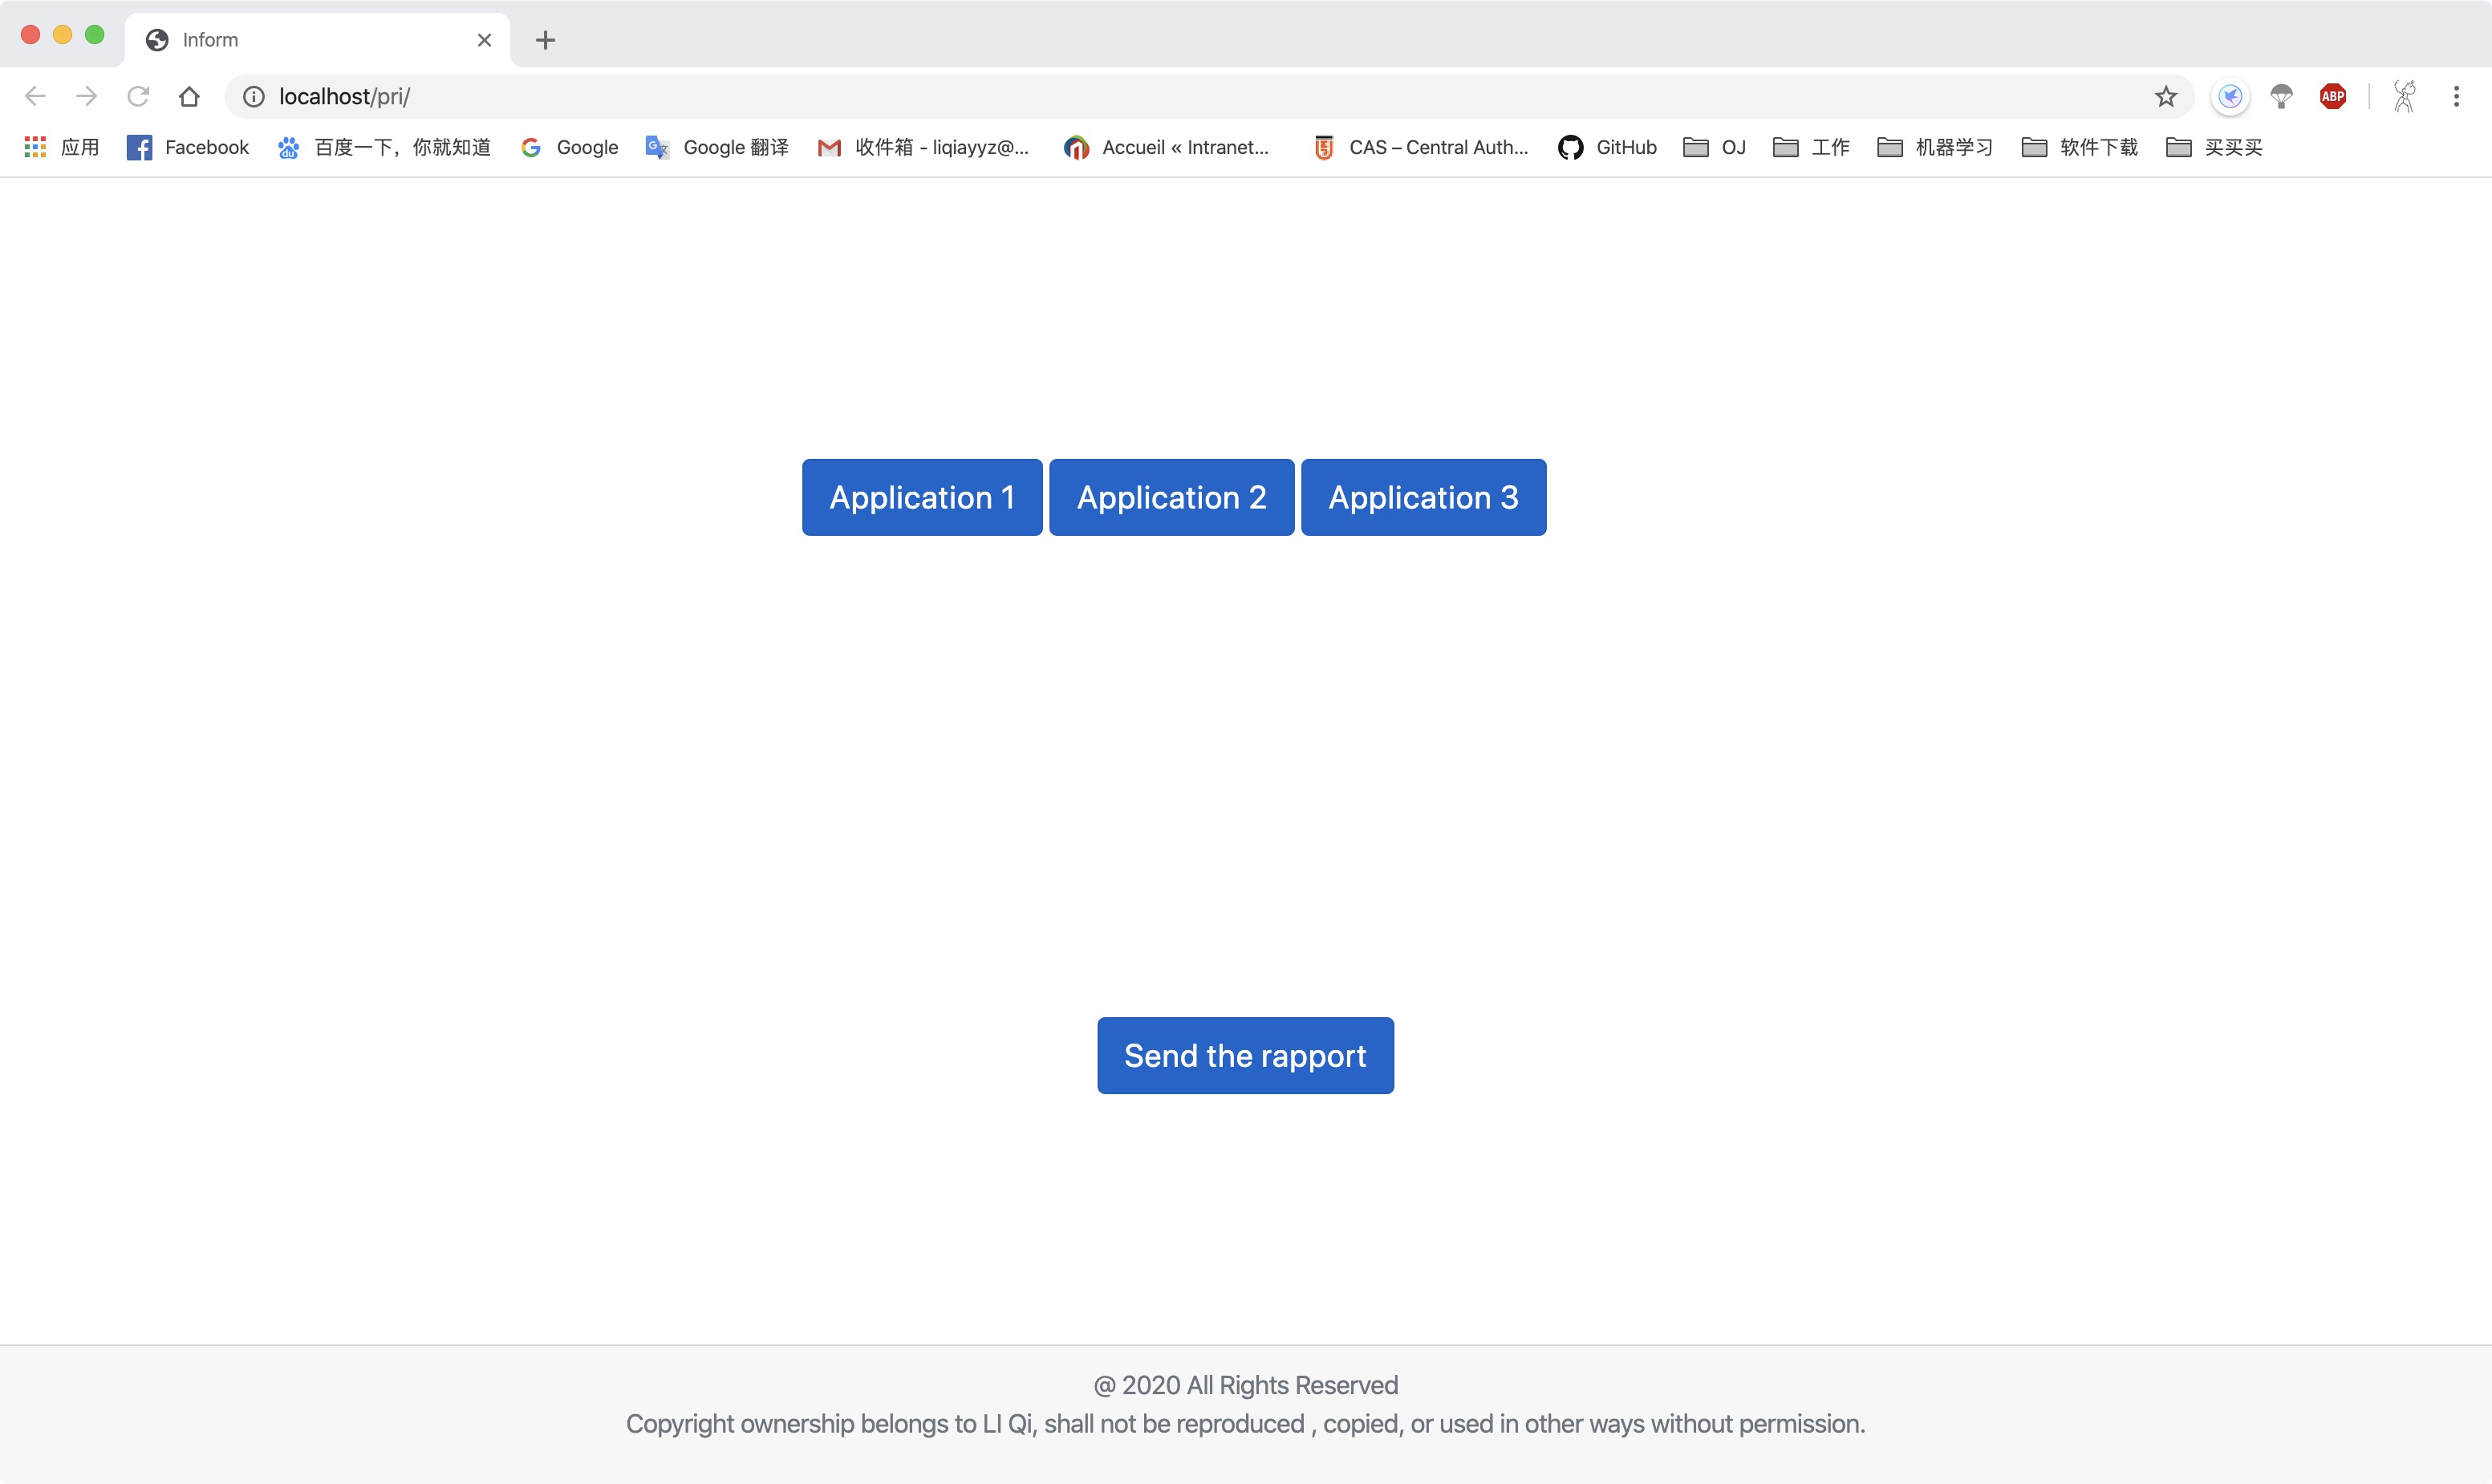 Inform
localhost/pri/
ABP
应用 Facebook 百度一下，你就知道 Google Google 翻译 收件箱 - liqiayyz@... Accueil « Intranet... CAS – Central Auth... GitHub OJ 工作 机器学习 软件下载 买买买
Application 1 Application 2 Application 3
Send the rapport
@ 2020 All Rights Reserved
Copyright ownership belongs to LI Qi, shall not be reproduced , copied, or used in other ways without permission.